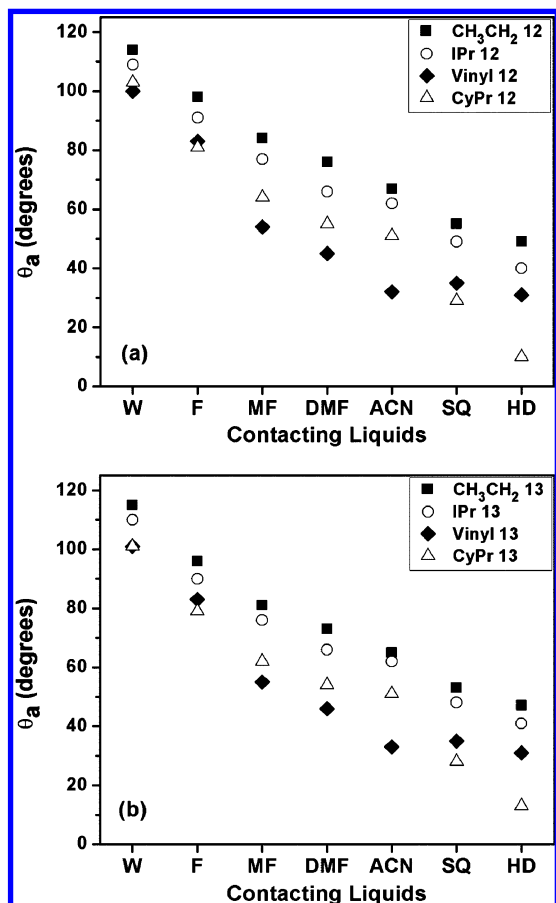 120
100
80
60
40
20
0
θa (degrees)
CH3CH2 12
IPr 12
Vinyl 12
CyPr 12
(a)
W F MF DMF ACN SQ HD
Contacting Liquids
120
100
80
60
40
20
0
θa (degrees)
CH3CH2 13
IPr 13
Vinyl 13
CyPr 13
(b)
W F MF DMF ACN SQ HD
Contacting Liquids